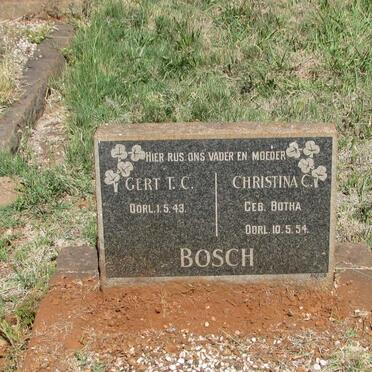 HIER RUS ONS VADER EN MOEDER
GERT T. C.
OORL. 1. 5. 43.
CHRISTINA C.
GEB. BOTHA
OORL. 10. 5. 54.
BOSCH